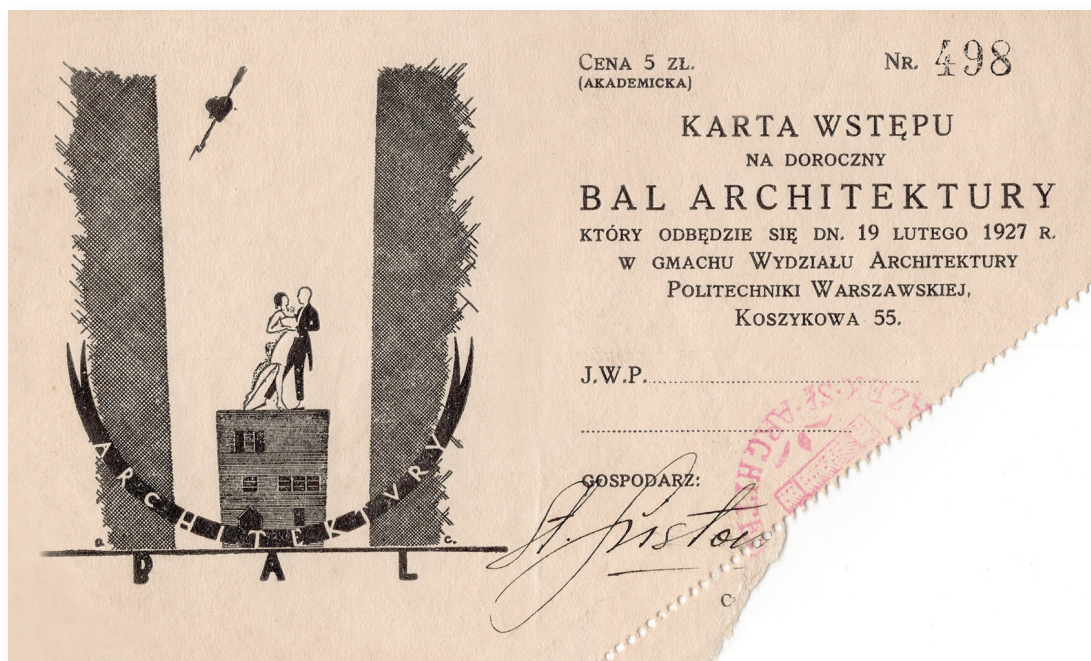 ARCHITEKTVRY
a. c.
BAL
CENA 5 ZŁ. NR. 498
(AKADEMICKA)
KARTA WSTĘPU
NA DOROCZNY
BAL ARCHITEKTURY
KTÓRY ODBĘDZIE SIĘ DN. 19 LUTEGO 1927 R.
W GMACHU WYDZIAŁU ARCHITEKTURY
POLITECHNIKI WARSZAWSKIEJ,
KOSZYKOWA 55.
J.W.P.
GOSPODARZ: